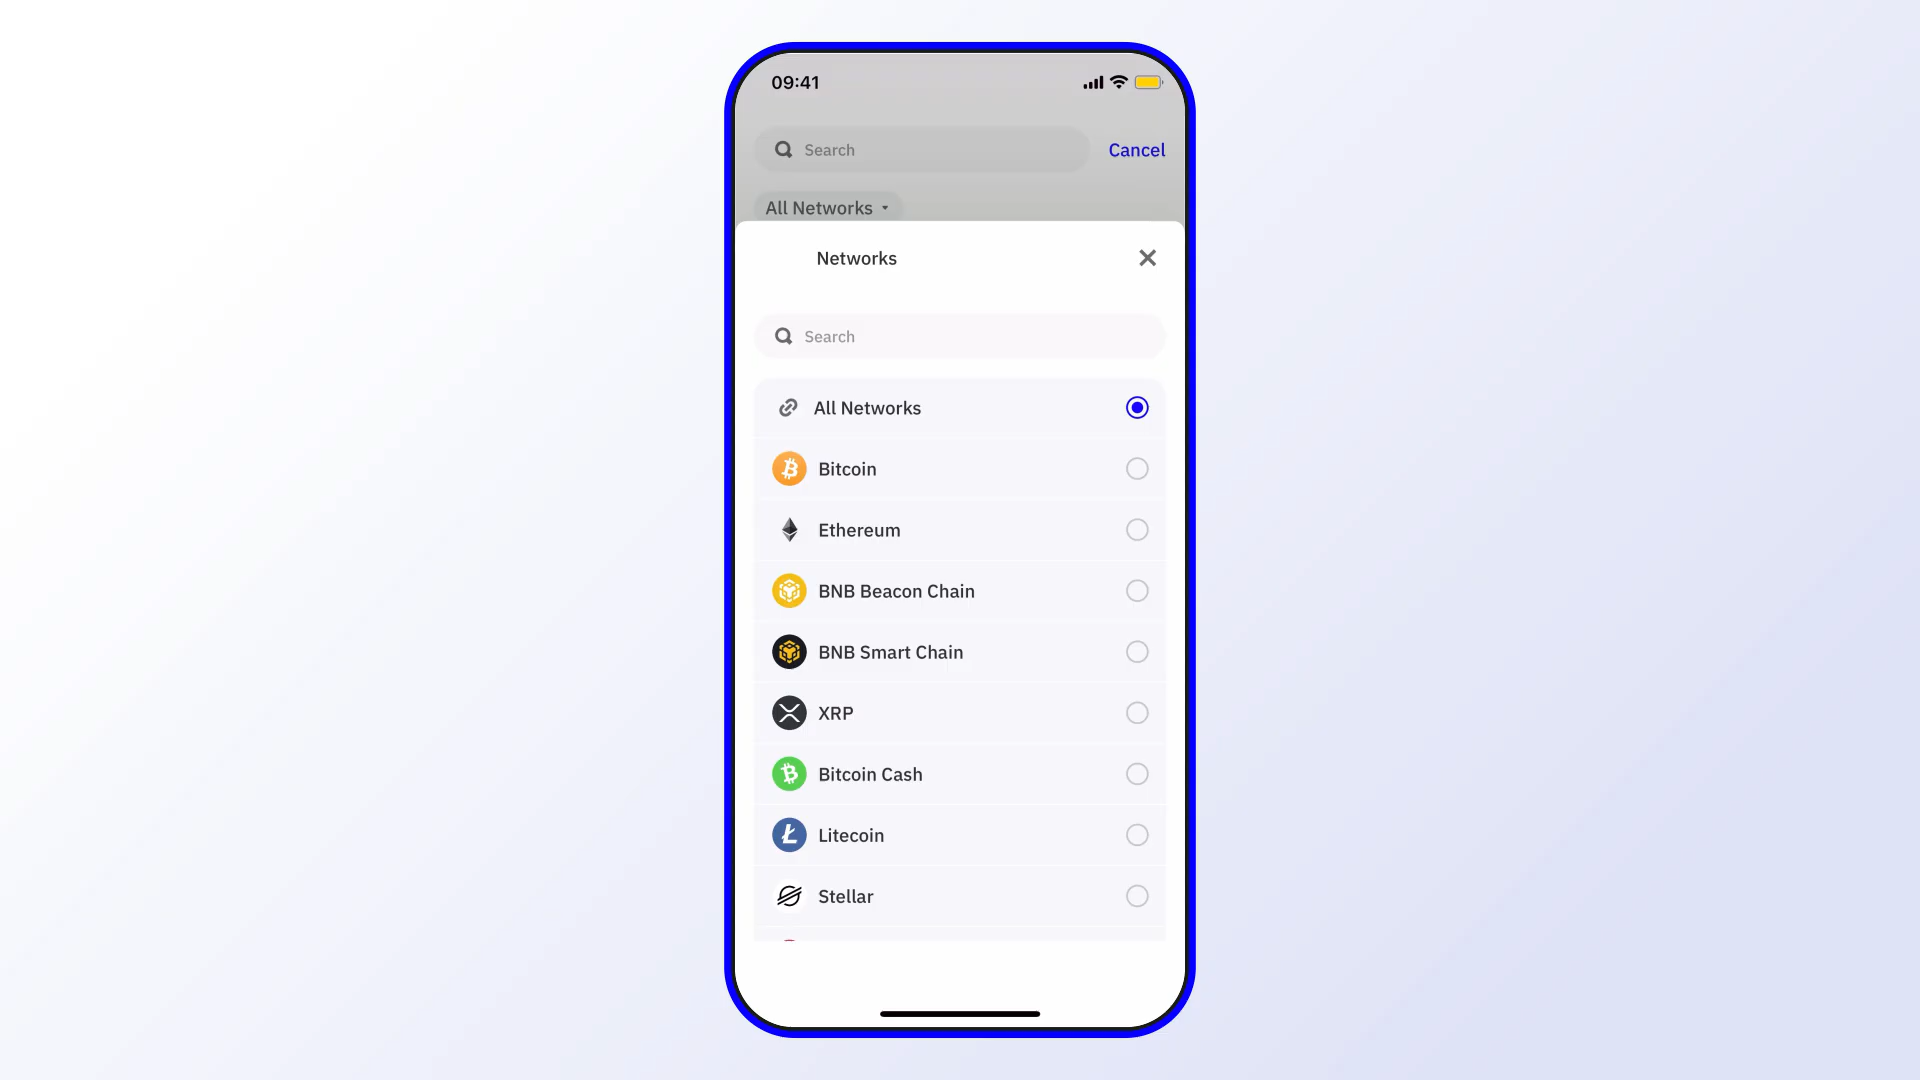 09:41
Search
Cancel
All Networks
Networks
Search
All Networks
Bitcoin
Ethereum
BNB Beacon Chain
BNB Smart Chain
XRP
Bitcoin Cash
Litecoin
Stellar